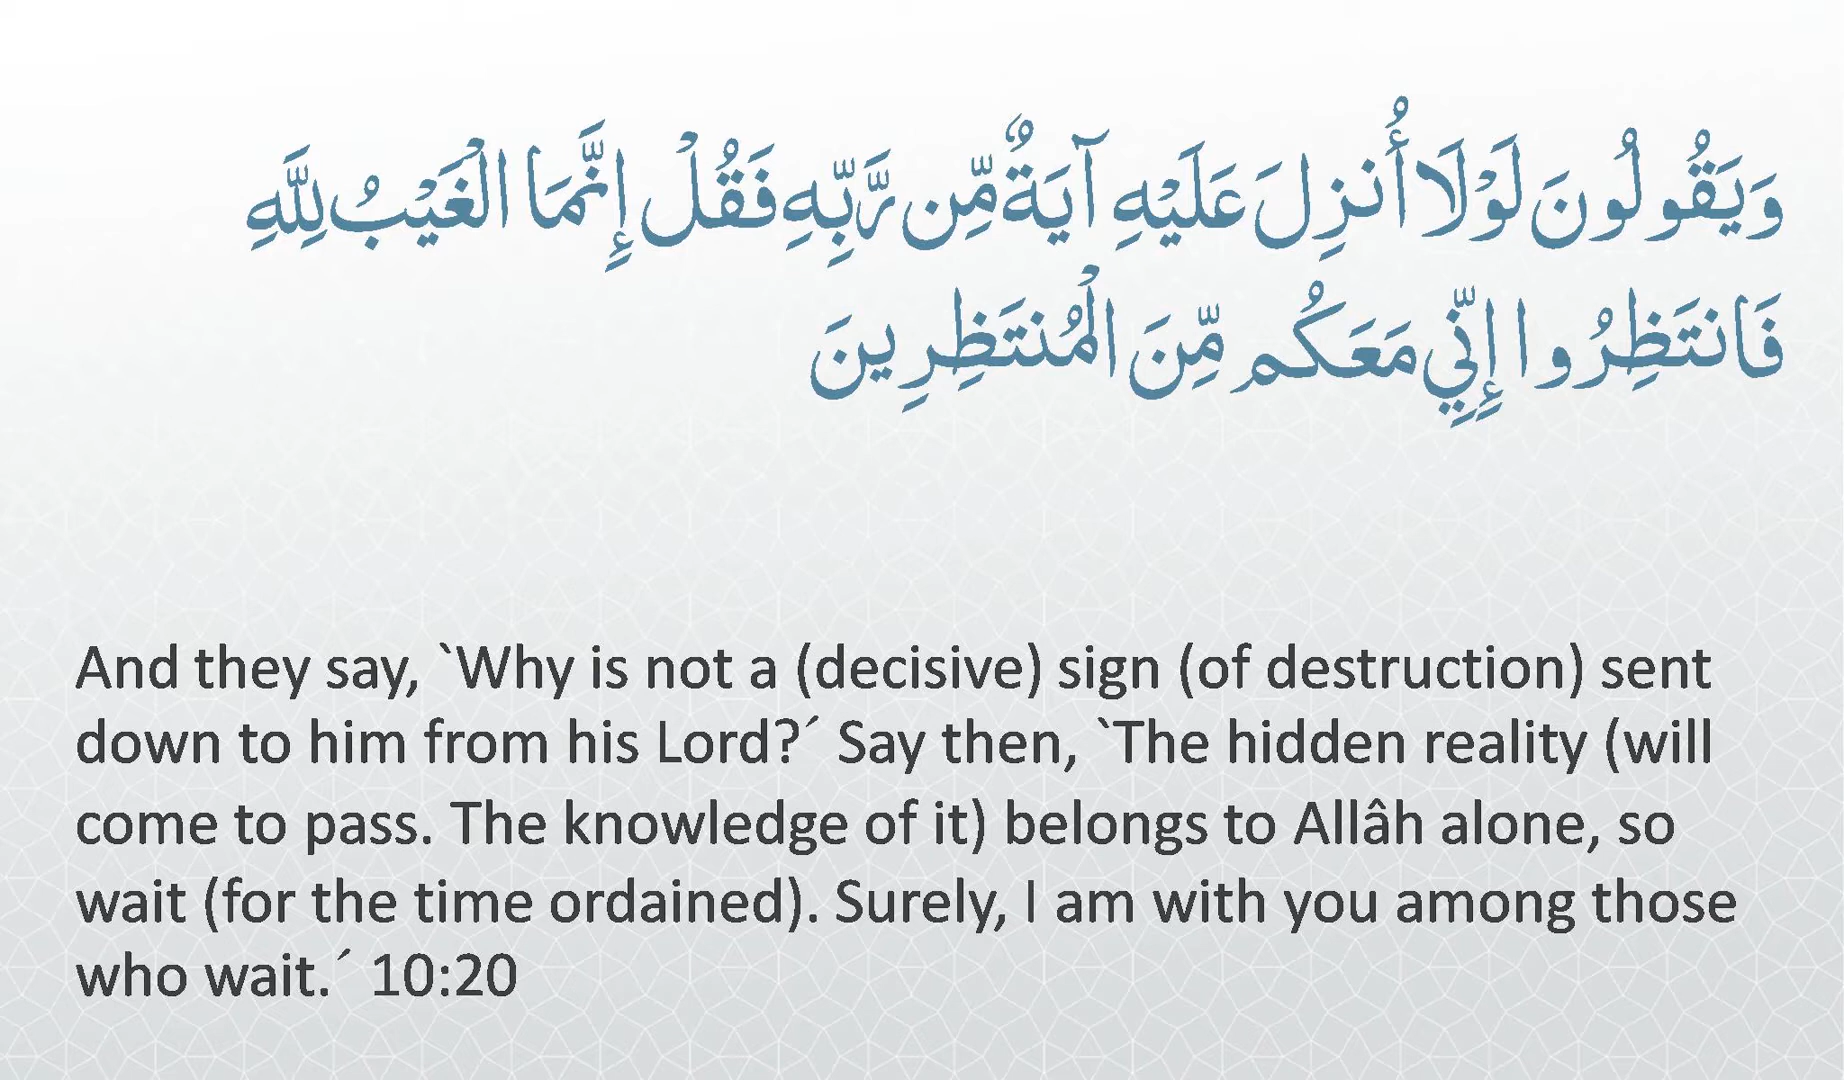 وَيَقُولُونَ لَوْلَا أُنزِلَ عَلَيْهِ آيَةٌ مِّن رَّبِّهِ فَقُلْ إِنَّمَا الْغَيْبُ لِلَّهِ
فَانتَظِرُوا إِنِّي مَعَكُم مِّنَ الْمُنتَظِرِينَ
And they say, `Why is not a (decisive) sign (of destruction) sent
down to him from his Lord?´ Say then, `The hidden reality (will
come to pass. The knowledge of it) belongs to Allâh alone, so
wait (for the time ordained). Surely, I am with you among those
who wait.´ 10:20